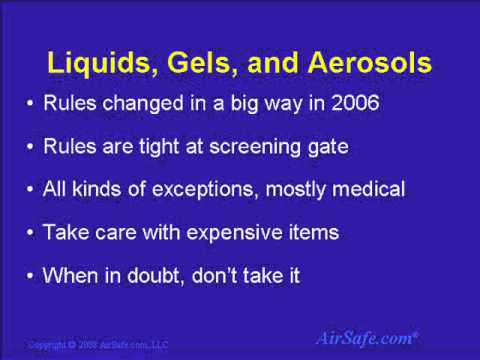 Liquids, Gels, and Aerosols
• Rules changed in a big way in 2006
• Rules are tight at screening gate
• All kinds of exceptions, mostly medical
• Take care with expensive items
• When in doubt, don't take it
Copyright © 2008 AirSafe.com, LLC
AirSafe.com®